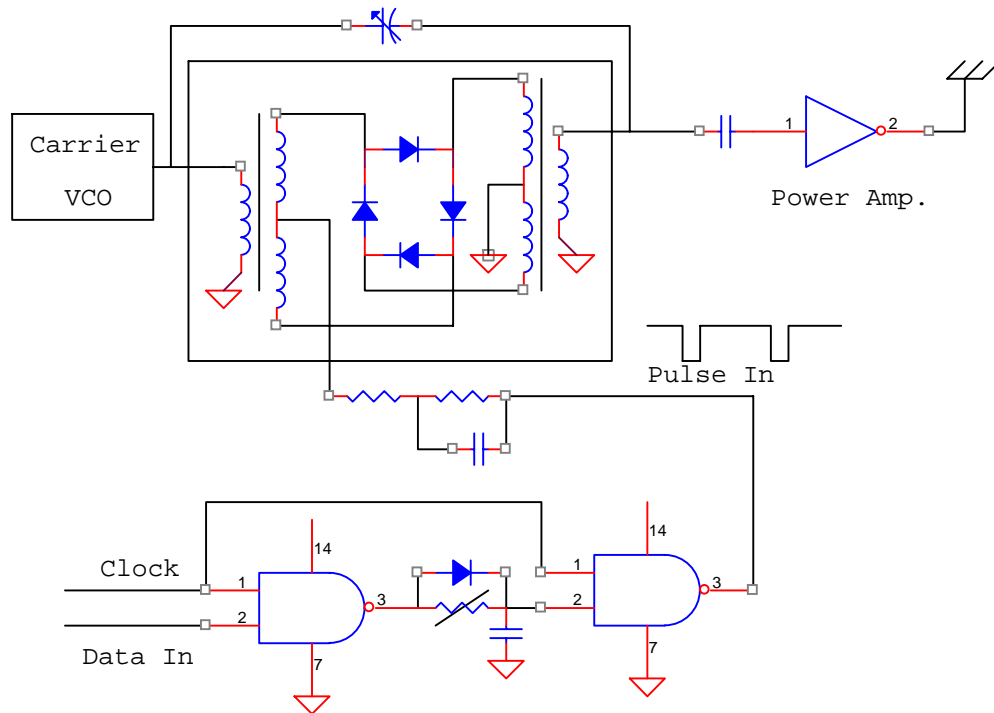 Carrier
VCO
1
2
Power Amp.
Pulse In
14
14
Clock
1
1
3
3
2
2
Data In
7
7